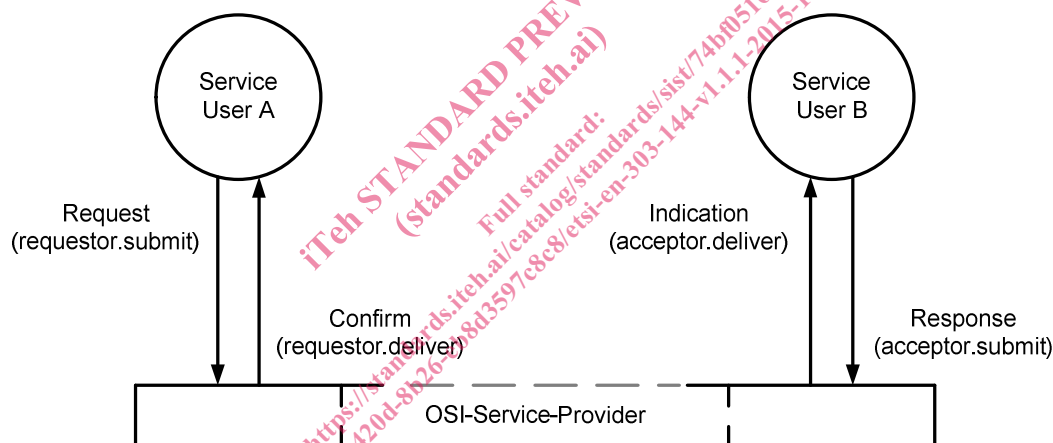 Service
User A
Service
User B
Request
(requestor.submit)
Indication
(acceptor.deliver)
Confirm
(requestor.deliver)
Response
(acceptor.submit)
OSI-Service-Provider
iTeh STANDARD
(standards.iteh.ai)
Full standard: